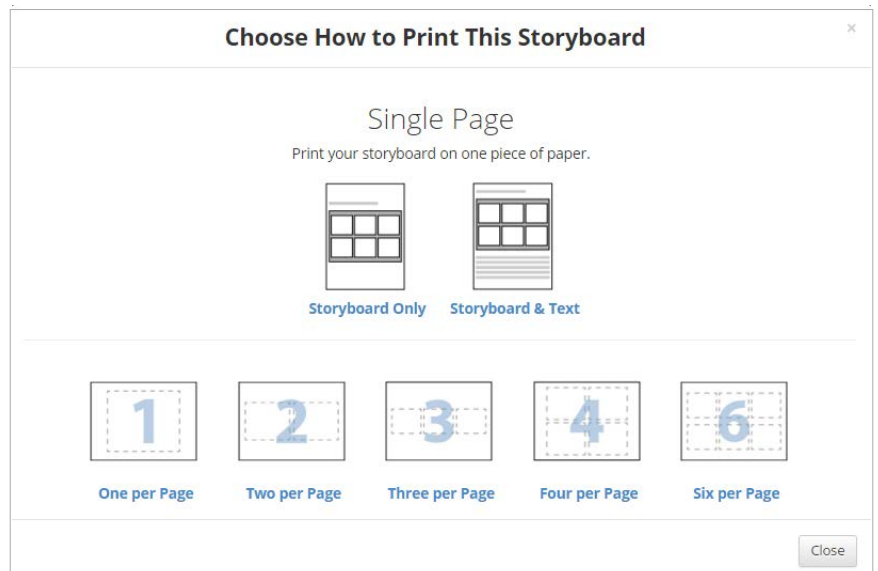 Choose How to Print This Storyboard
×
Single Page
Print your storyboard on one piece of paper.
Storyboard Only Storyboard & Text
1 2 3 4 6
One per Page Two per Page Three per Page Four per Page Six per Page
Close